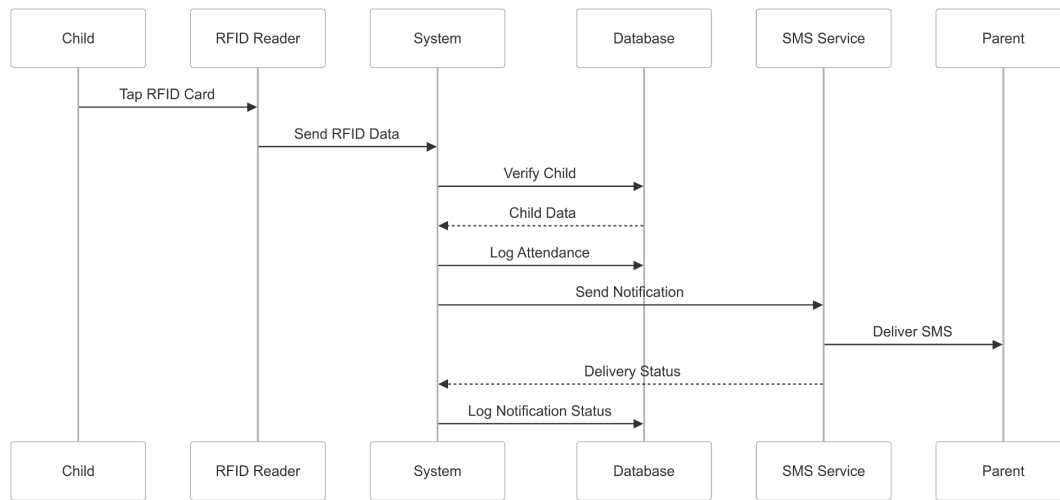 Child
RFID Reader
System
Database
SMS Service
Parent
Tap RFID Card
Send RFID Data
Verify Child
Child Data
Log Attendance
Send Notification
Deliver SMS
Delivery Status
Log Notification Status
Child
RFID Reader
System
Database
SMS Service
Parent